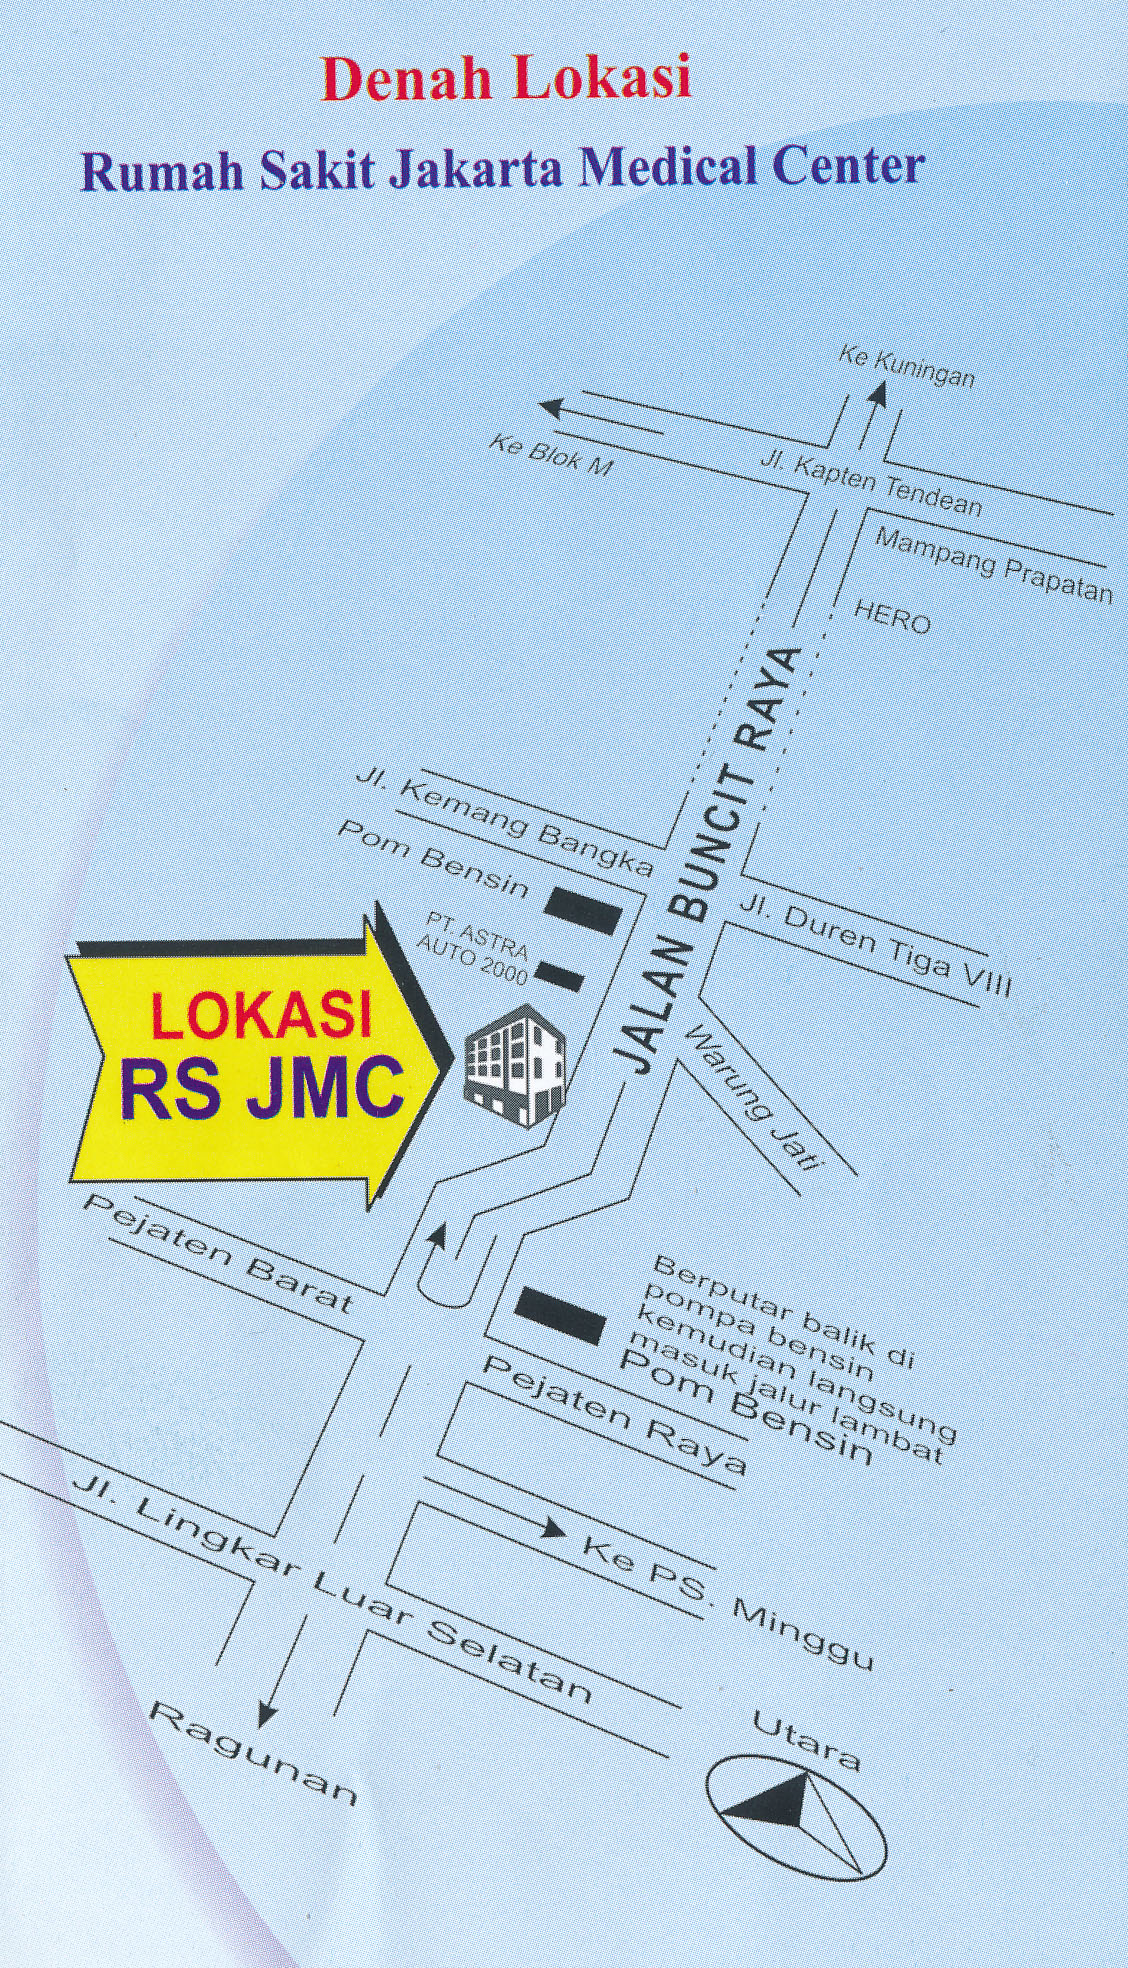 Denah Lokasi
Rumah Sakit Jakarta Medical Center
Ke Kuningan
Ke Blok M
Jl. Kapten Tendean
Mampang Prapatan
HERO
JALAN BUNCIT RAYA
Jl. Kemang Bangka
Pom Bensin
Jl. Duren Tiga VIII
PT. ASTRA
AUTO 2000
LOKASI
RS JMC
Warung Jati
Pejaten Barat
Berputar balik di
pompa bensin
kemudian langsung
masuk jalur lambat
Pom Bensin
Pejaten Raya
Jl. Lingkar Luar Selatan
Ke PS. Minggu
Ragunan
Utara